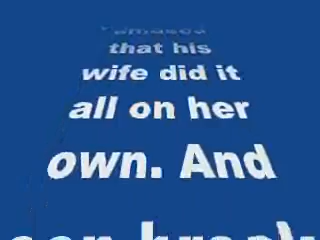 that his
wife did it
all on her
own. And